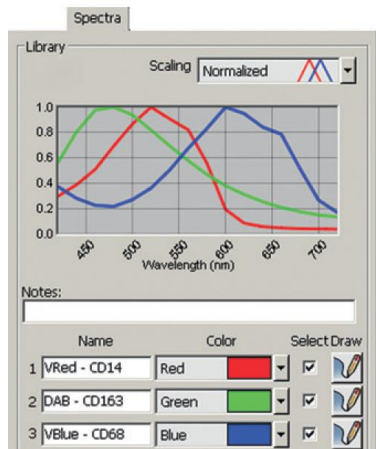 Spectra
Library
Scaling Normalized
1.0
0.8
0.6
0.4
0.2
0.0
450 500 550 600 650 700
Wavelength (nm)
Notes:
Name Color Select Draw
1 VRed - CD14 Red
2 DAB - CD163 Green
3 VBlue - CD68 Blue